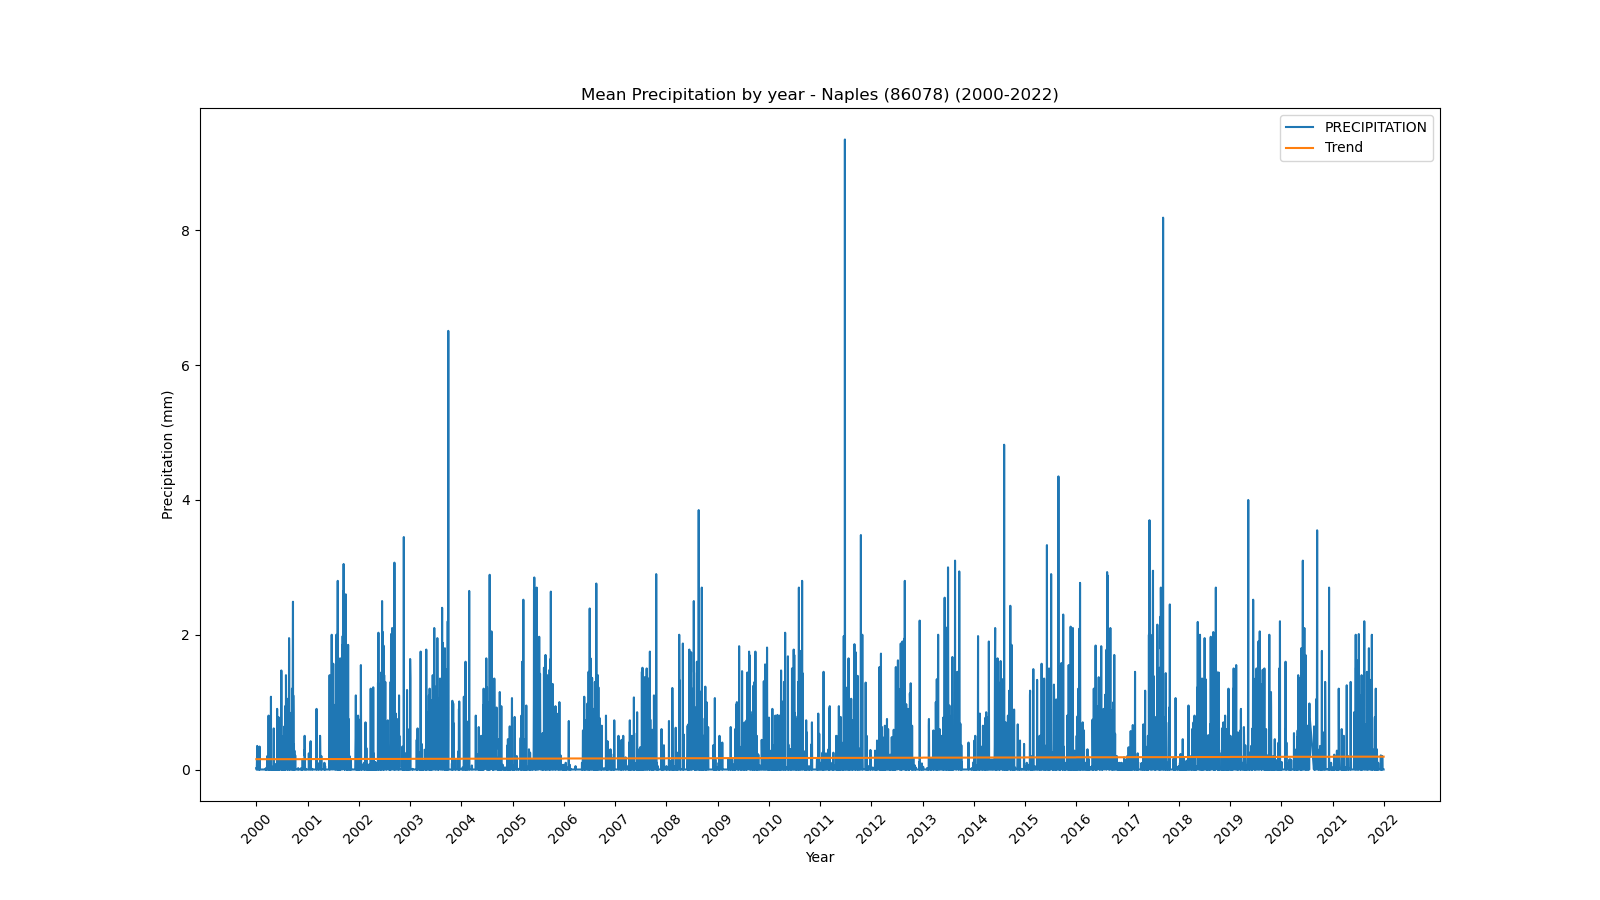 Mean Precipitation by year - Naples (86078) (2000-2022)
PRECIPITATION
Trend
8
6
4
2
0
Precipitation (mm)
2000 2001 2002 2003 2004 2005 2006 2007 2008 2009 2010 2011 2012 2013 2014 2015 2016 2017 2018 2019 2020 2021 2022
Year